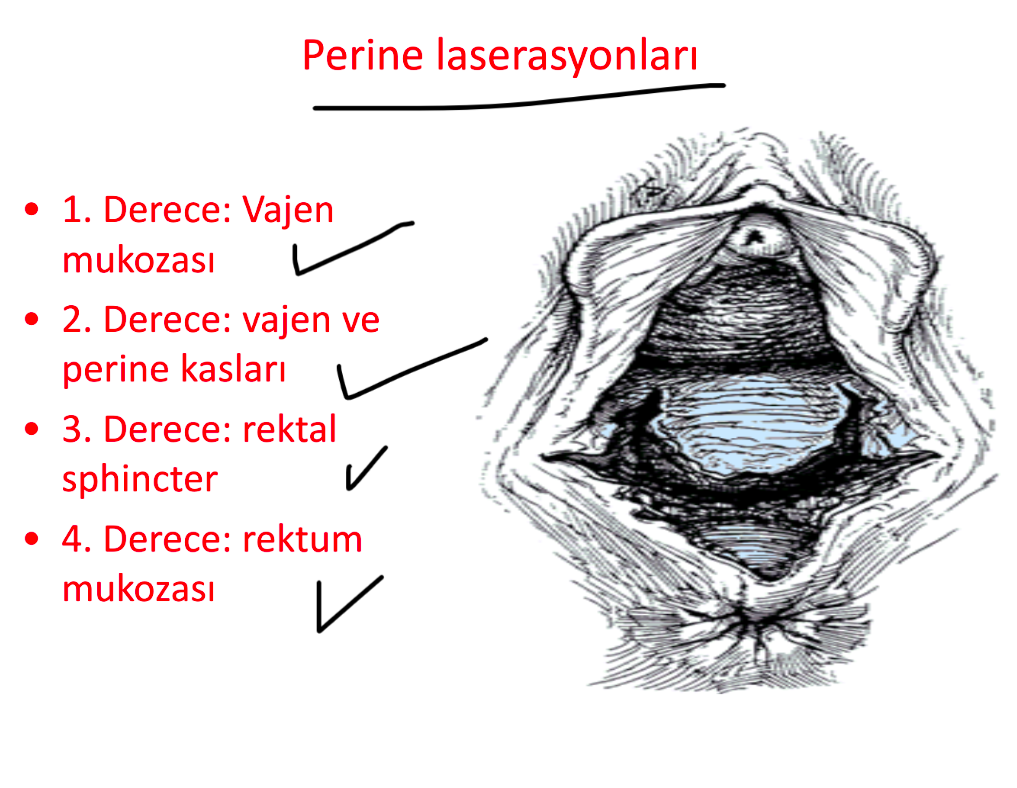 Perine laserasyonları
• 1. Derece: Vajen
mukozası
• 2. Derece: vajen ve
perine kasları
• 3. Derece: rektal
sphincter
• 4. Derece: rektum
mukozası